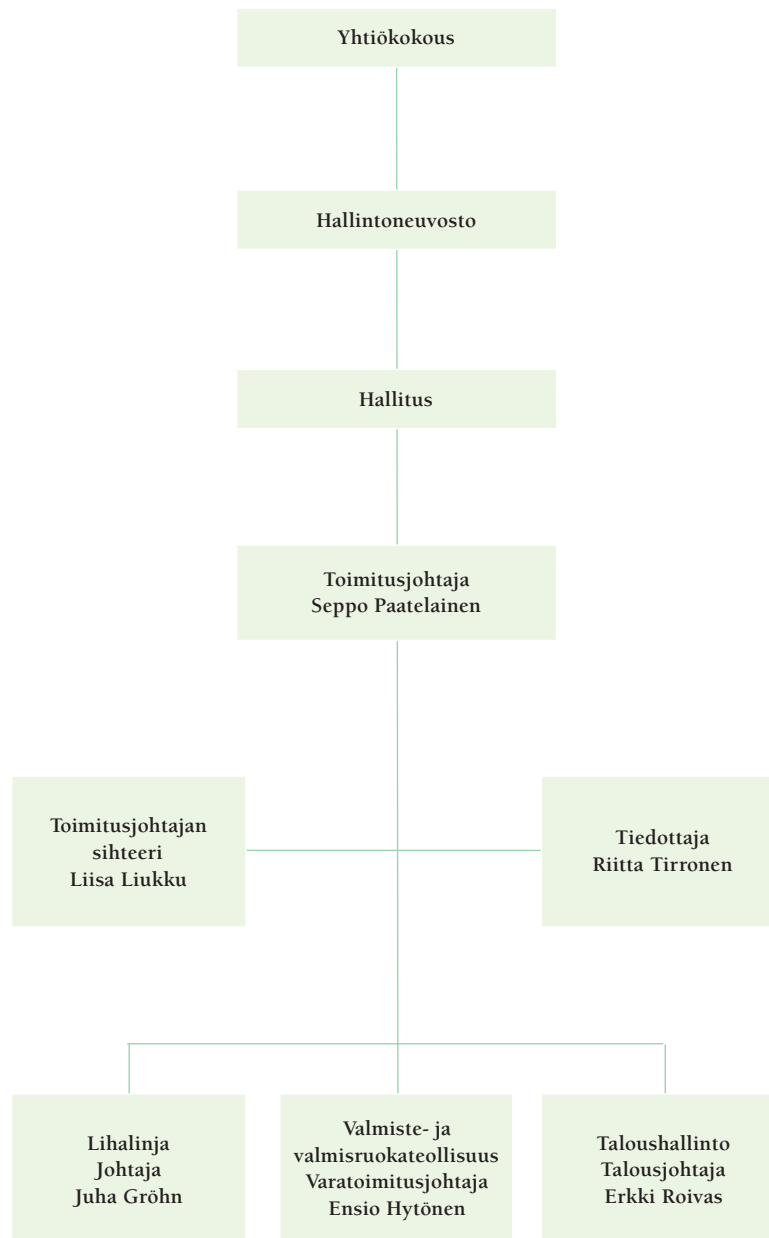 Yhtiökokous
Hallintoneuvosto
Hallitus
Toimitusjohtaja
Seppo Paatelainen
Toimitusjohtajan
sihteeri
Liisa Liukku
Tiedottaja
Riitta Tirronen
Lihalinja
Johtaja
Juha Gröhn
Valmiste- ja
valmisruokateollisuus
Varatoimitusjohtaja
Ensio Hytönen
Taloushallinto
Talousjohtaja
Erkki Roivas